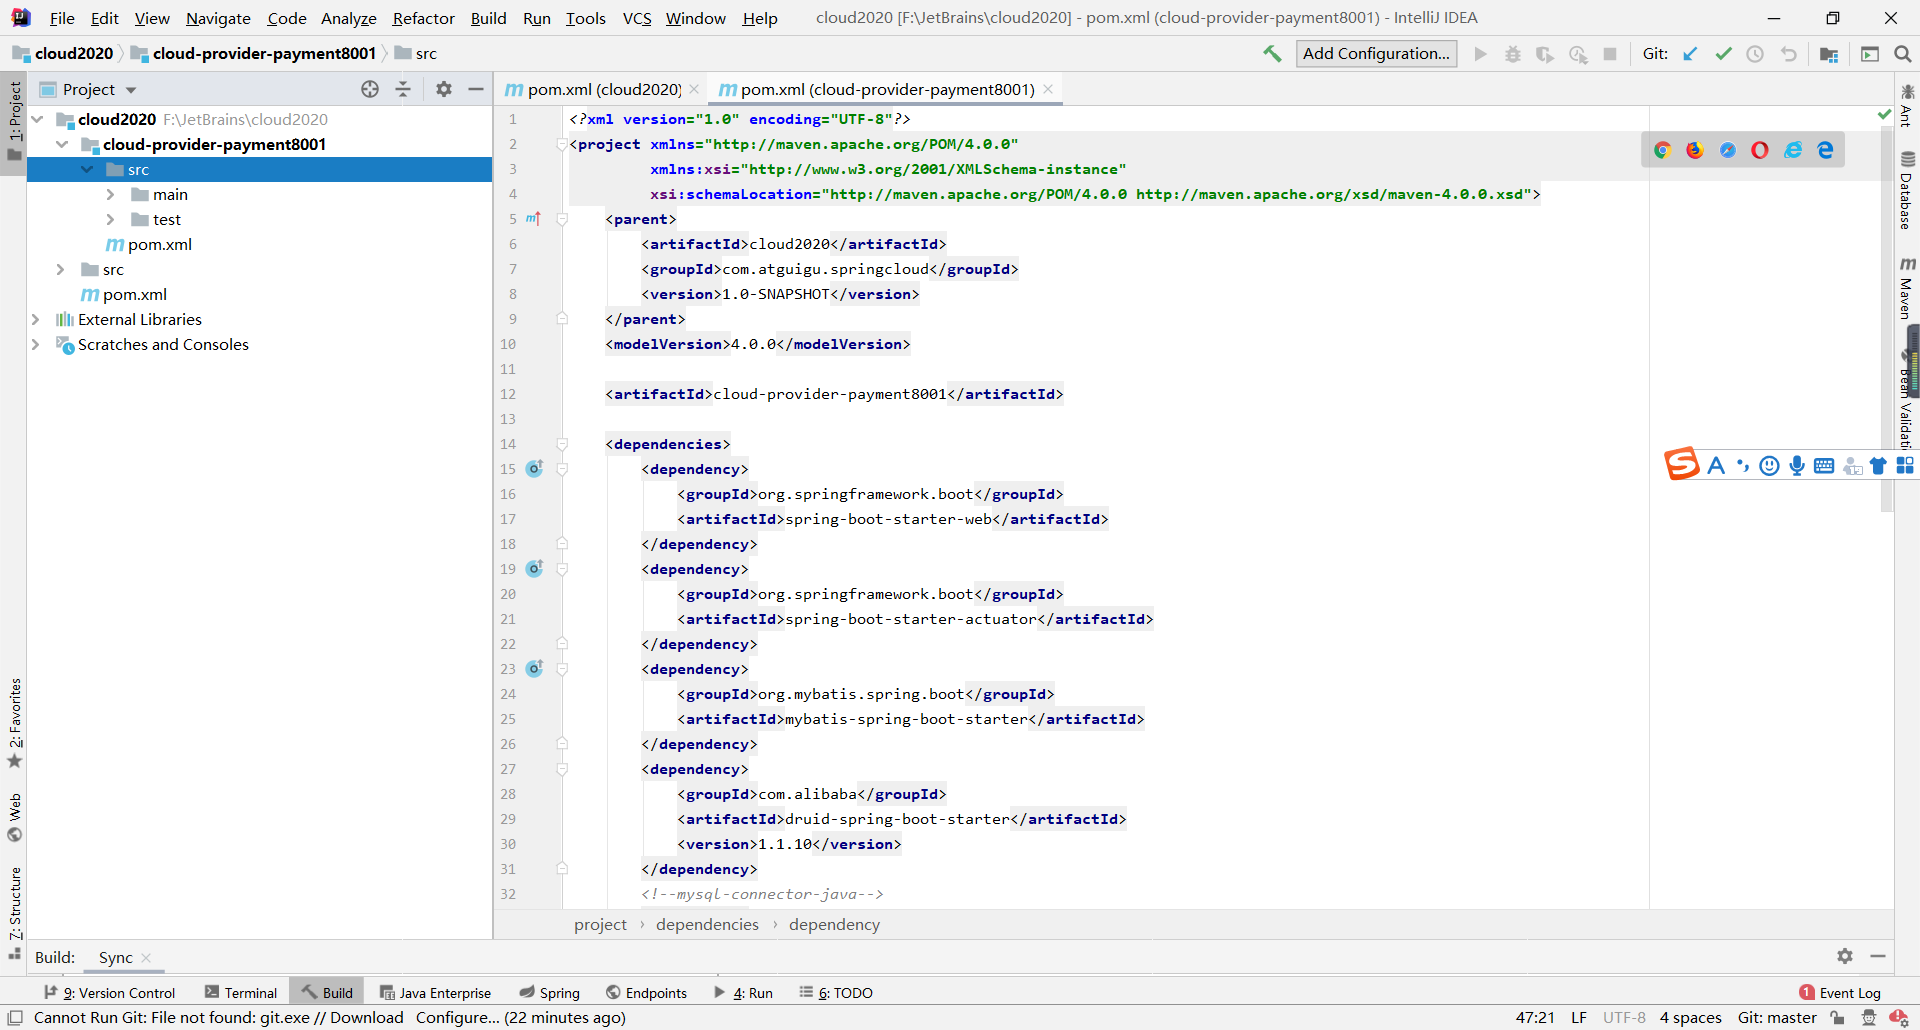 File Edit View Navigate Code Analyze Refactor Build Run Tools VCS Window Help cloud2020 [F:\JetBrains\cloud2020] - pom.xml (cloud-provider-payment8001) - IntelliJ IDEA
cloud2020 cloud-provider-payment8001 src Add Configuration... Git:
1: Project
Project
cloud2020 F:\JetBrains\cloud2020
cloud-provider-payment8001
src
main
test
pom.xml
src
pom.xml
External Libraries
Scratches and Consoles
2: Favorites
Web
7: Structure
pom.xml (cloud2020) pom.xml (cloud-provider-payment8001)
1 <?xml version="1.0" encoding="UTF-8"?>
2 <project xmlns="http://maven.apache.org/POM/4.0.0"
3 xmlns:xsi="http://www.w3.org/2001/XMLSchema-instance"
4 xsi:schemaLocation="http://maven.apache.org/POM/4.0.0 http://maven.apache.org/xsd/maven-4.0.0.xsd">
5 <parent>
6 <artifactId>cloud2020</artifactId>
7 <groupId>com.atguigu.springcloud</groupId>
8 <version>1.0-SNAPSHOT</version>
9 </parent>
10 <modelVersion>4.0.0</modelVersion>
11
12 <artifactId>cloud-provider-payment8001</artifactId>
13
14 <dependencies>
15 <dependency>
16 <groupId>org.springframework.boot</groupId>
17 <artifactId>spring-boot-starter-web</artifactId>
18 </dependency>
19 <dependency>
20 <groupId>org.springframework.boot</groupId>
21 <artifactId>spring-boot-starter-actuator</artifactId>
22 </dependency>
23 <dependency>
24 <groupId>org.mybatis.spring.boot</groupId>
25 <artifactId>mybatis-spring-boot-starter</artifactId>
26 </dependency>
27 <dependency>
28 <groupId>com.alibaba</groupId>
29 <artifactId>druid-spring-boot-starter</artifactId>
30 <version>1.1.10</version>
31 </dependency>
32 <!--mysql-connector-java-->
project › dependencies › dependency
Ant
Database
Maven
Bean Validati
Build: Sync
9: Version Control Terminal Build Java Enterprise Spring Endpoints 4: Run 6: TODO 1 Event Log
Cannot Run Git: File not found: git.exe // Download Configure... (22 minutes ago) 47:21 LF UTF-8 4 spaces Git: master